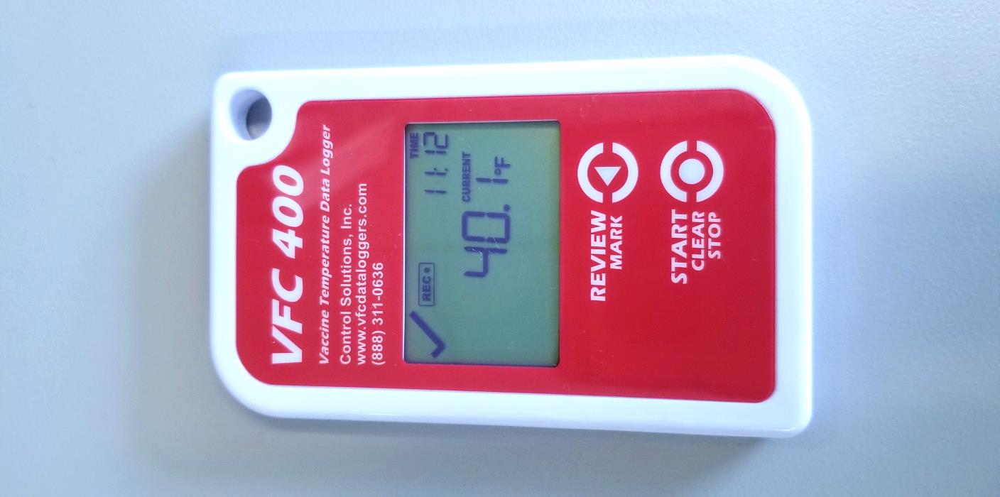 VFC 400
Vaccine Temperature Data Logger
Control Solutions, Inc.
www.vfcdataloggers.com
(888) 311-0636
REC TIME
11:12
CURRENT
40.1°F
REVIEW
MARK
START
CLEAR
STOP